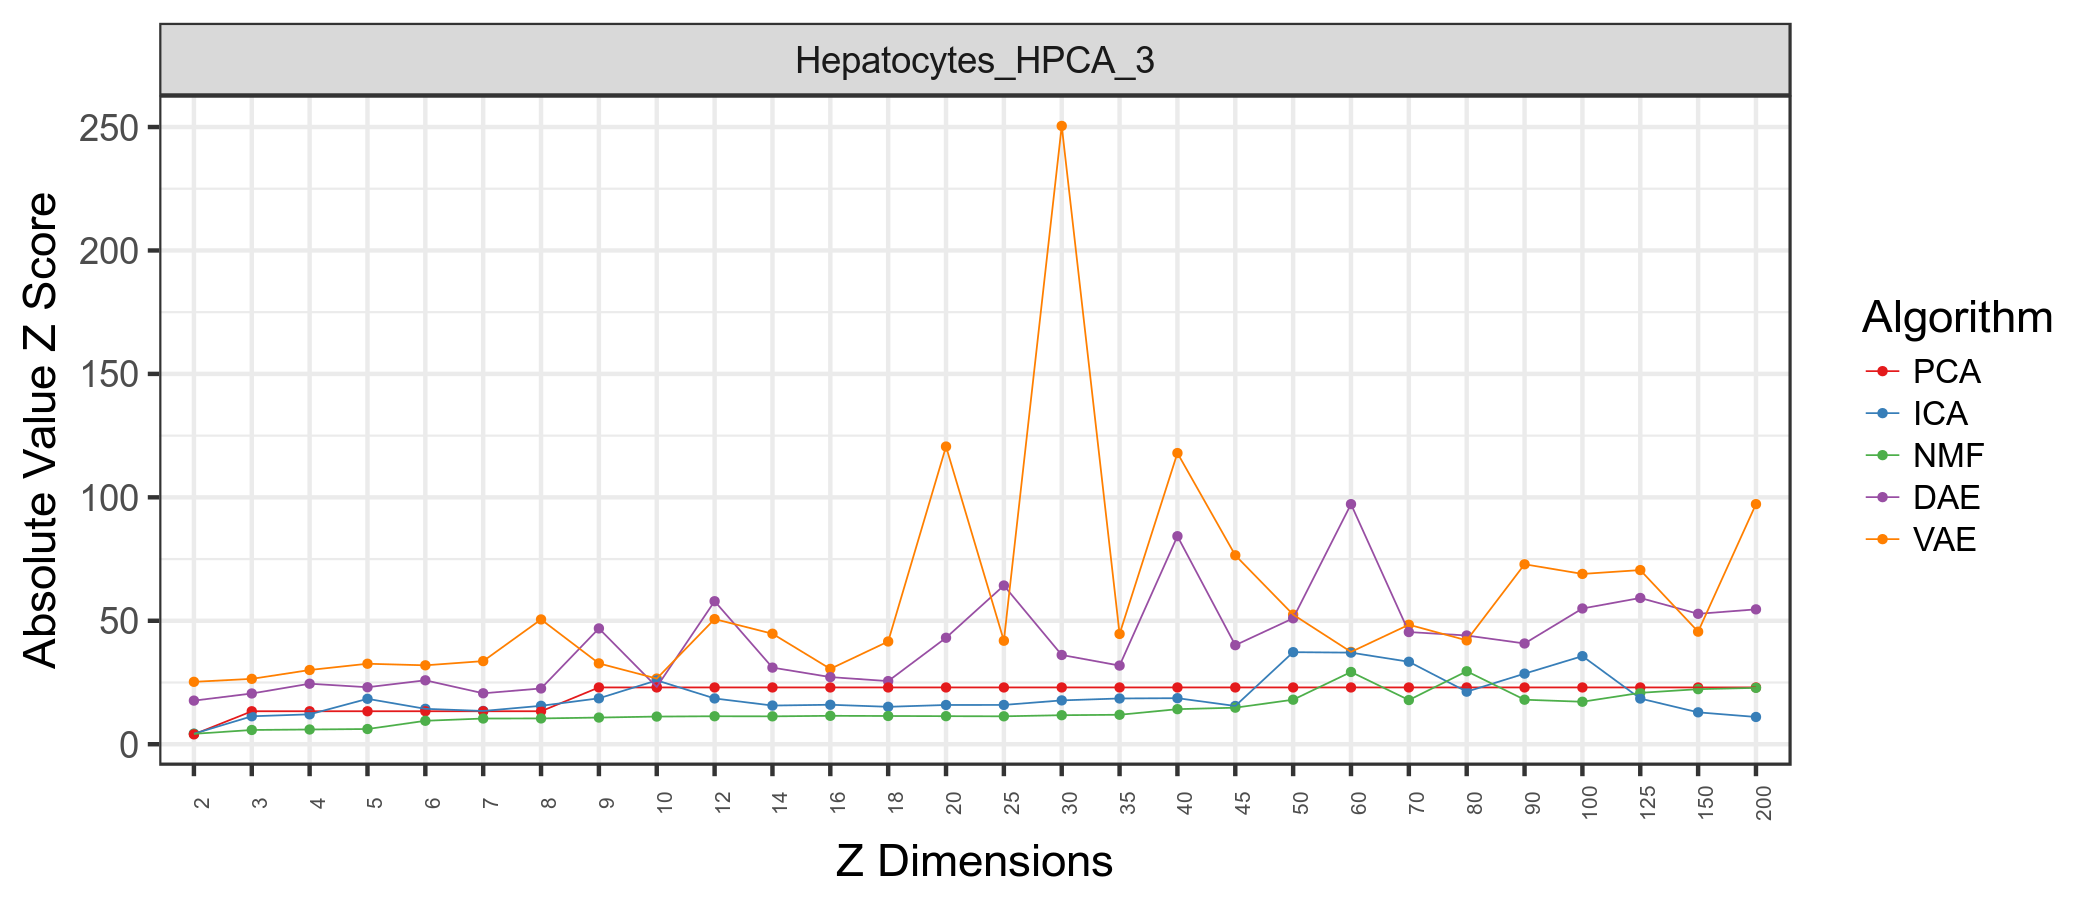 Hepatocytes_HPCA_3
Absolute Value Z Score
250
200
150
100
50
0
2 3 4 5 6 7 8 9 10 12 14 16 18 20 25 30 35 40 45 50 60 70 80 90 100 125 150 200
Z Dimensions
Algorithm
PCA
ICA
NMF
DAE
VAE